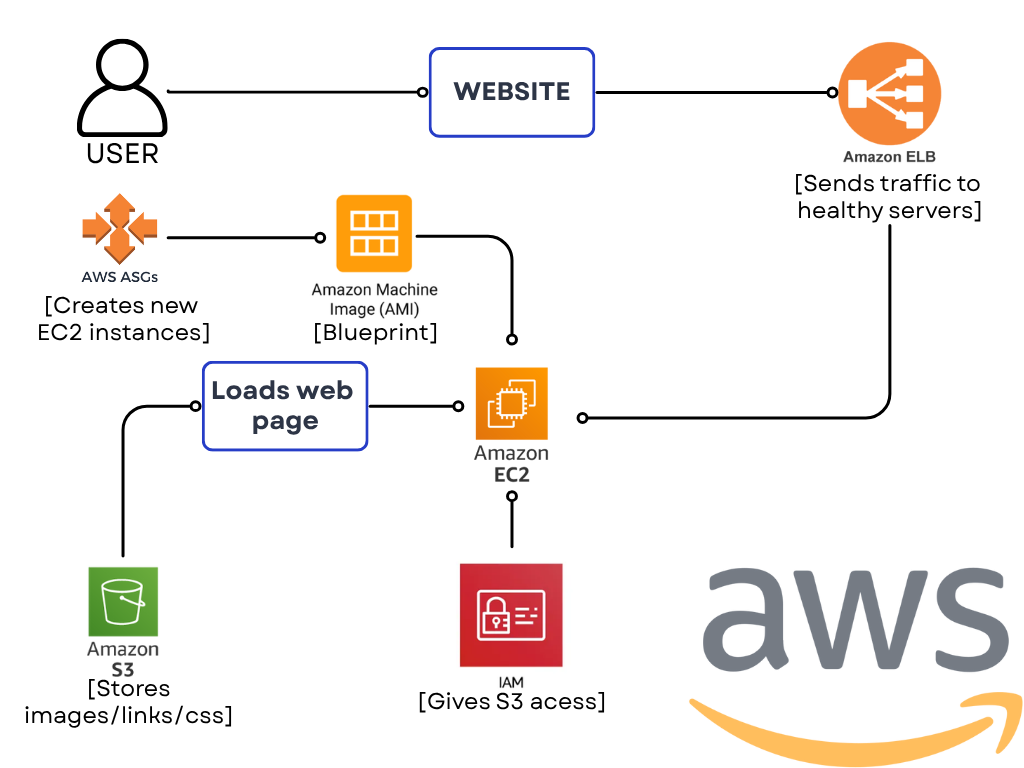 WEBSITE
USER
Amazon ELB
[Sends traffic to
healthy servers]
AWS ASGs
[Creates new
EC2 instances]
Amazon Machine
Image (AMI)
[Blueprint]
Loads web
page
Amazon
EC2
Amazon
S3
[Stores
images/links/css]
IAM
[Gives S3 acess]
aws